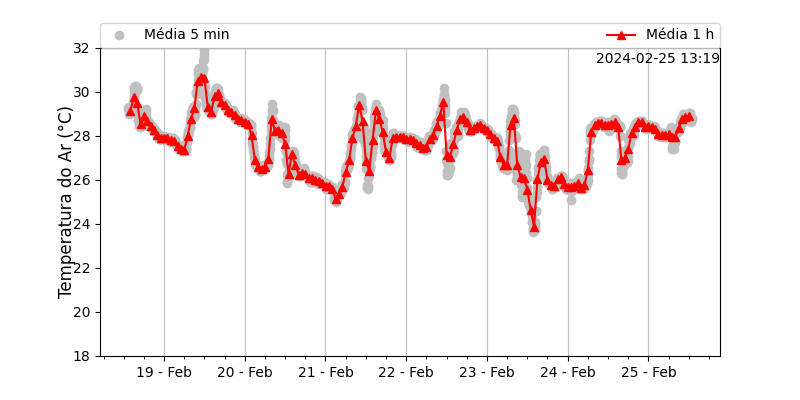 Média 5 min
Média 1 h
2024-02-25 13:19
Temperatura do Ar (°C)
32
30
28
26
24
22
20
18
19 - Feb
20 - Feb
21 - Feb
22 - Feb
23 - Feb
24 - Feb
25 - Feb